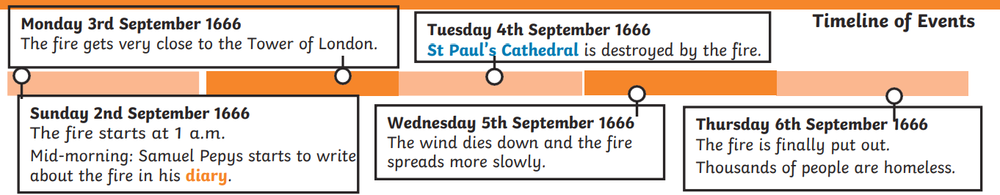 Timeline of Events
Monday 3rd September 1666
The fire gets very close to the Tower of London.
Tuesday 4th September 1666
St Paul's Cathedral is destroyed by the fire.
Sunday 2nd September 1666
The fire starts at 1 a.m.
Mid-morning: Samuel Pepys starts to write
about the fire in his diary.
Wednesday 5th September 1666
The wind dies down and the fire
spreads more slowly.
Thursday 6th September 1666
The fire is finally put out.
Thousands of people are homeless.